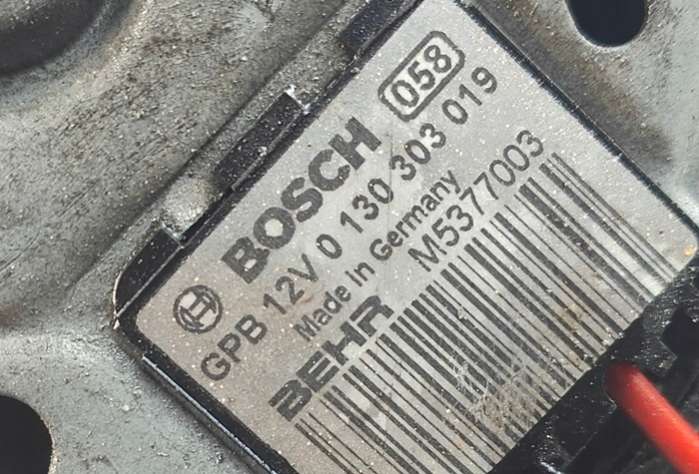 BOSCH 058
GPB 12V 0 130 303 019
Made in Germany
BEHR M5377003